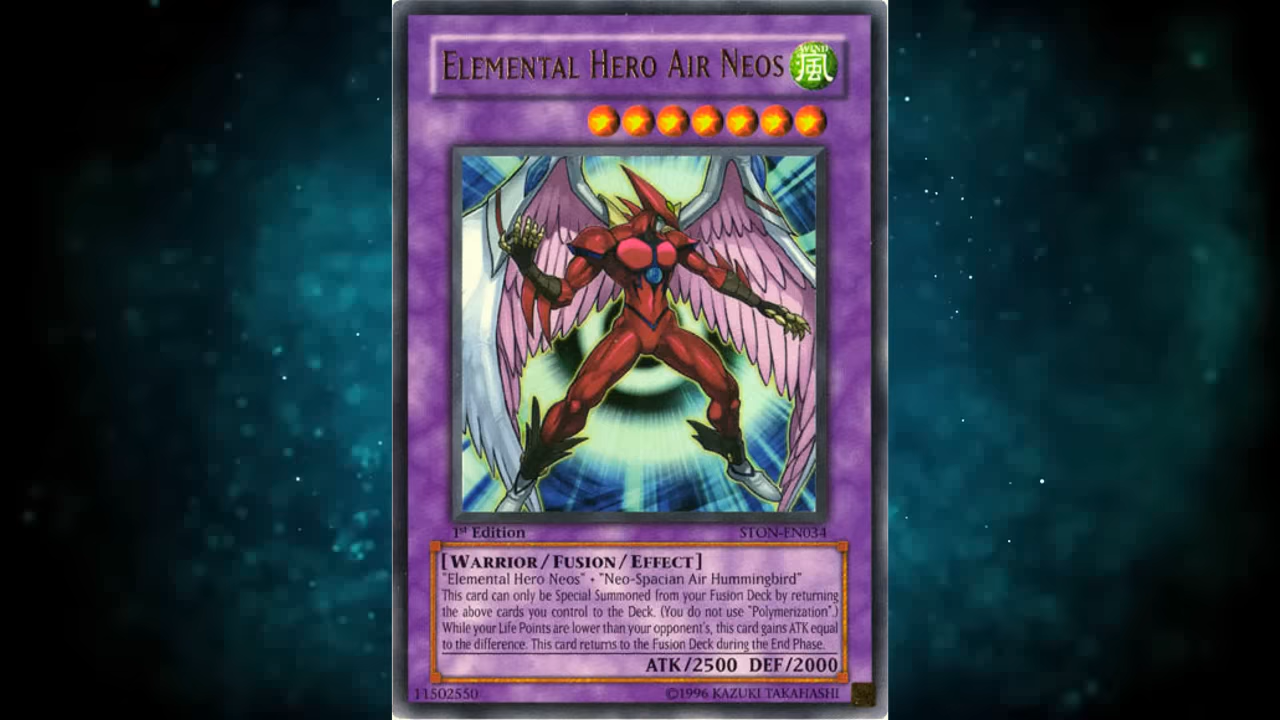 Elemental Hero Air Neos
WIND
風
1st Edition
STON-EN034
[Warrior/Fusion/Effect]
"Elemental Hero Neos" + "Neo-Spacian Air Hummingbird"
This card can only be Special Summoned from your Fusion Deck by returning
the above cards you control to the Deck. (You do not use "Polymerization".)
While your Life Points are lower than your opponent's, this card gains ATK equal
to the difference. This card returns to the Fusion Deck during the End Phase.
ATK/2500 DEF/2000
11502550
©1996 KAZUKI TAKAHASHI